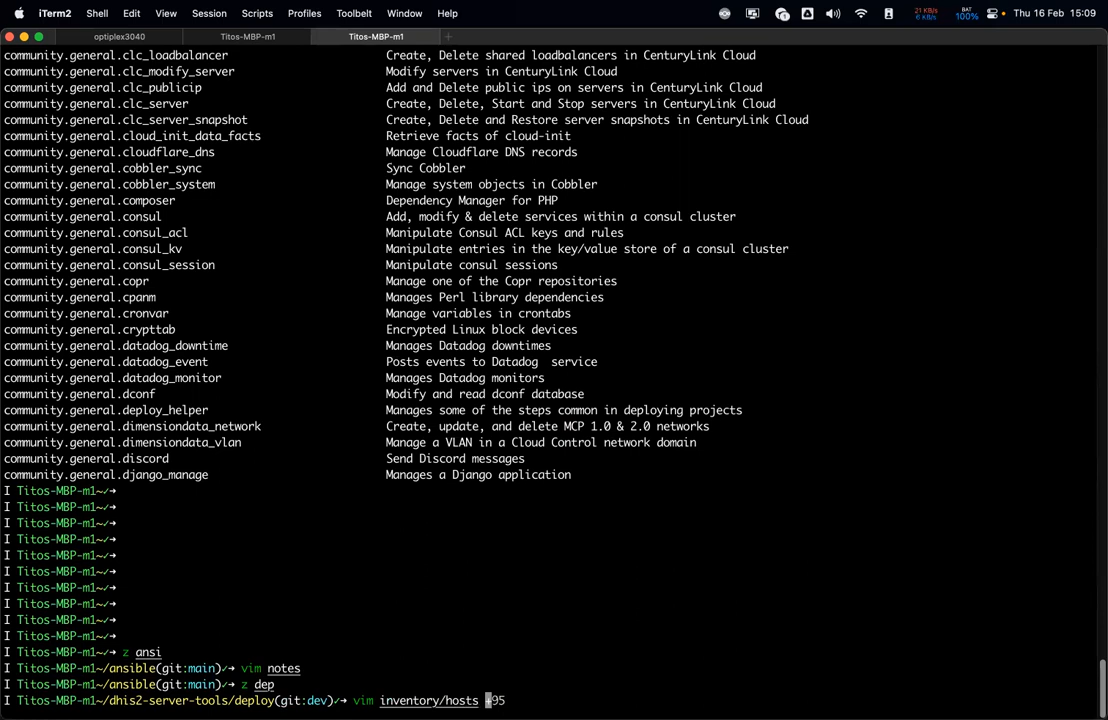 iTerm2 Shell Edit View Session Scripts Profiles Toolbelt Window Help 21 KB/s 6 KB/s BAT 100% Thu 16 Feb 15:09
optiplex3040 Titos-MBP-m1 Titos-MBP-m1 +
community.general.clc_loadbalancer Create, Delete shared loadbalancers in CenturyLink Cloud
community.general.clc_modify_server Modify servers in CenturyLink Cloud
community.general.clc_publicip Add and Delete public ips on servers in CenturyLink Cloud
community.general.clc_server Create, Delete, Start and Stop servers in CenturyLink Cloud
community.general.clc_server_snapshot Create, Delete and Restore server snapshots in CenturyLink Cloud
community.general.cloud_init_data_facts Retrieve facts of cloud-init
community.general.cloudflare_dns Manage Cloudflare DNS records
community.general.cobbler_sync Sync Cobbler
community.general.cobbler_system Manage system objects in Cobbler
community.general.composer Dependency Manager for PHP
community.general.consul Add, modify & delete services within a consul cluster
community.general.consul_acl Manipulate Consul ACL keys and rules
community.general.consul_kv Manipulate entries in the key/value store of a consul cluster
community.general.consul_session Manipulate consul sessions
community.general.copr Manage one of the Copr repositories
community.general.cpanm Manages Perl library dependencies
community.general.cronvar Manage variables in crontabs
community.general.crypttab Encrypted Linux block devices
community.general.datadog_downtime Manages Datadog downtimes
community.general.datadog_event Posts events to Datadog  service
community.general.datadog_monitor Manages Datadog monitors
community.general.dconf Modify and read dconf database
community.general.deploy_helper Manages some of the steps common in deploying projects
community.general.dimensiondata_network Create, update, and delete MCP 1.0 & 2.0 networks
community.general.dimensiondata_vlan Manage a VLAN in a Cloud Control network domain
community.general.discord Send Discord messages
community.general.django_manage Manages a Django application
I Titos-MBP-m1~✓➜
I Titos-MBP-m1~✓➜
I Titos-MBP-m1~✓➜
I Titos-MBP-m1~✓➜
I Titos-MBP-m1~✓➜
I Titos-MBP-m1~✓➜
I Titos-MBP-m1~✓➜
I Titos-MBP-m1~✓➜
I Titos-MBP-m1~✓➜
I Titos-MBP-m1~✓➜
I Titos-MBP-m1~✓➜ z ansi
I Titos-MBP-m1~/ansible(git:main)✓➜ vim notes
I Titos-MBP-m1~/ansible(git:main)✓➜ z dep
I Titos-MBP-m1~/dhis2-server-tools/deploy(git:dev)✓➜ vim inventory/hosts +95